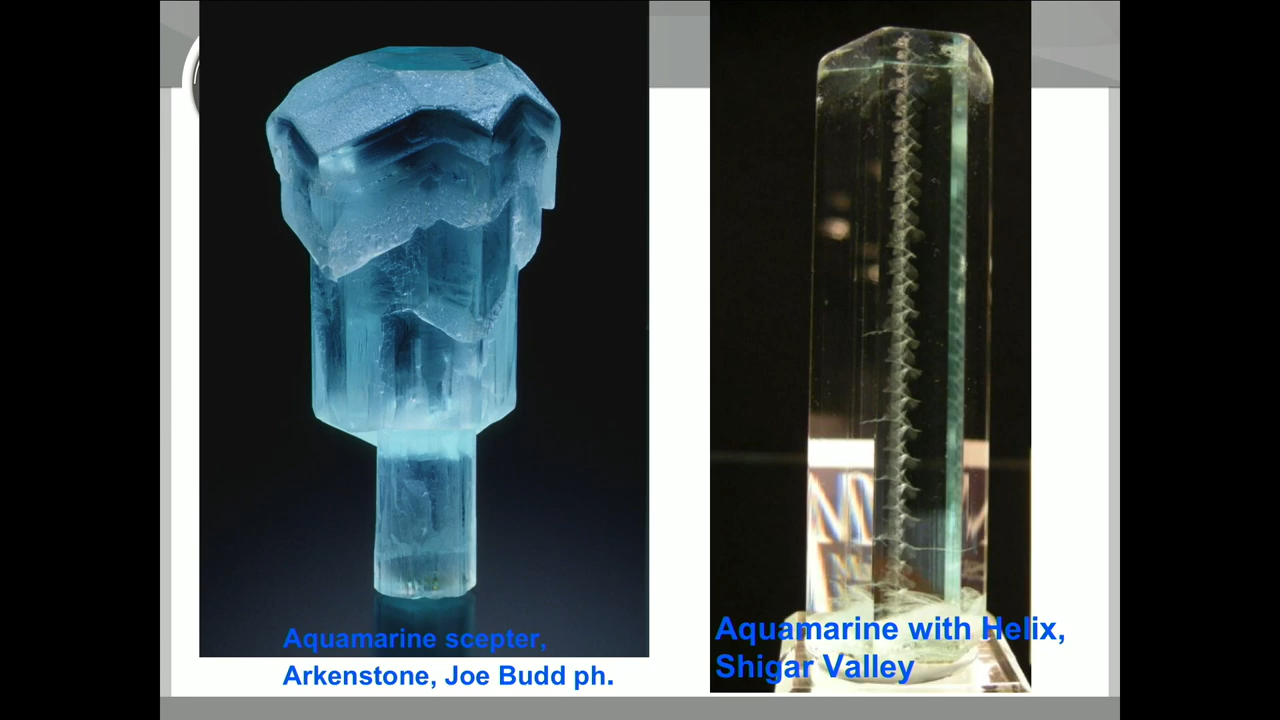 Aquamarine scepter,
Arkenstone, Joe Budd ph.
Aquamarine with Helix,
Shigar Valley